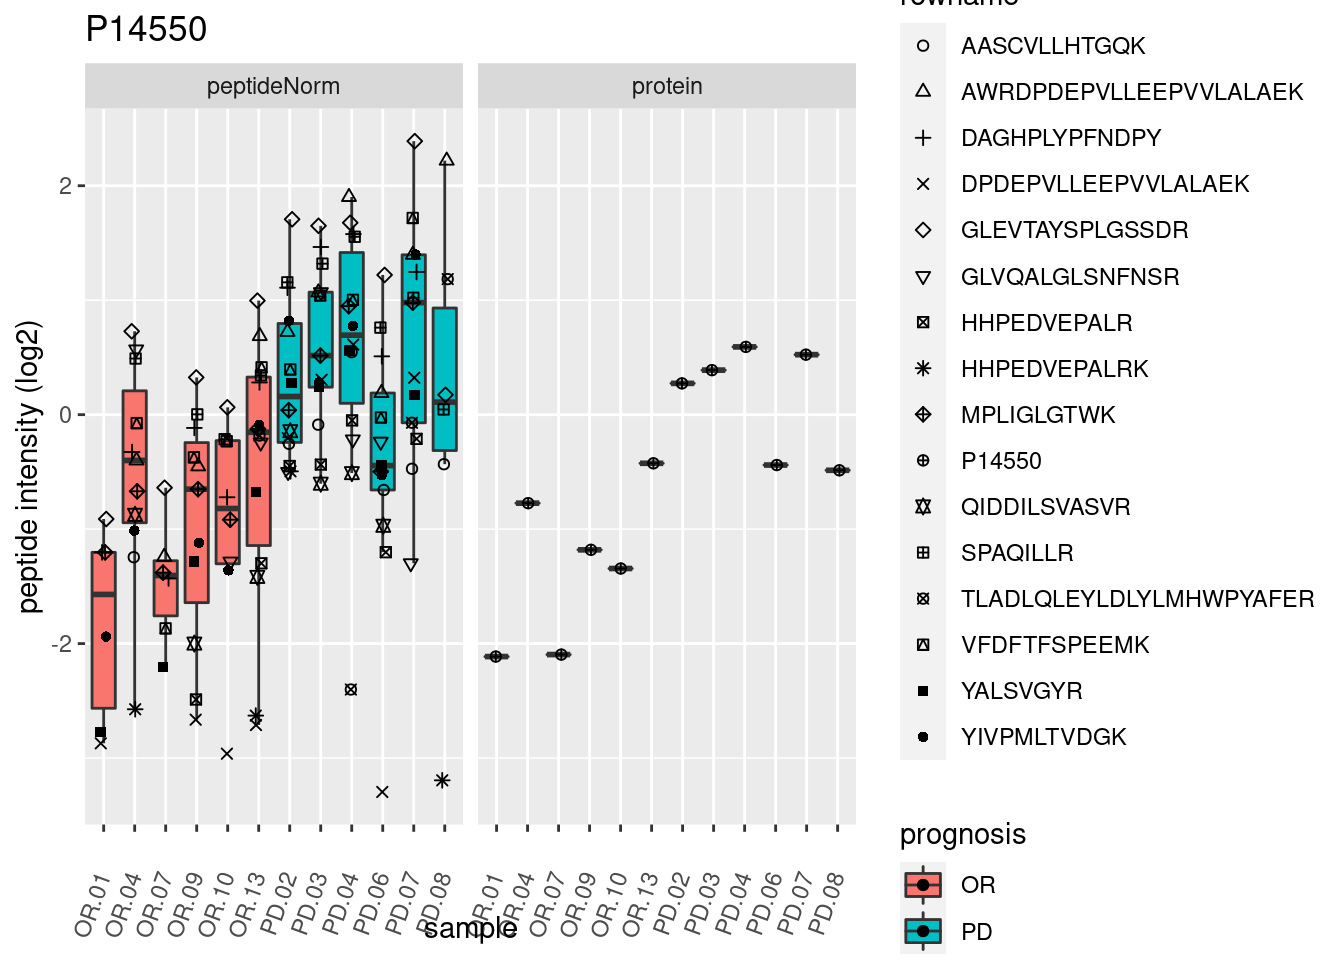 P14550
peptideNorm
protein
peptide intensity (log2)
2
0
-2
OR.01
OR.04
OR.07
OR.09
OR.10
OR.13
PD.02
PD.03
PD.04
PD.06
PD.07
PD.08
OR.01
OR.04
OR.07
OR.09
OR.10
OR.13
PD.02
PD.03
PD.04
PD.06
PD.07
PD.08
sample
rowname
AASCVLLHTGQK
AWRDPDEPVLLEEPVVLALAEK
DAGHPLYPFNDPY
DPDEPVLLEEPVVLALAEK
GLEVTAYSPLGSSDR
GLVQALGLSNFNSR
HHPEDVEPALR
HHPEDVEPALRK
MPLIGLGTWK
P14550
QIDDILSVASVR
SPAQILLR
TLADLQLEYLDLYLMHWPYAFER
VFDFTFSPEEMK
YALSVGYR
YIVPMLTVDGK
prognosis
OR
PD